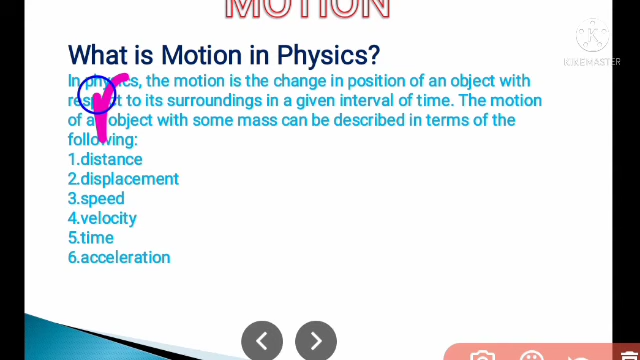 MOTION
What is Motion in Physics?
In physics, the motion is the change in position of an object with
respect to its surroundings in a given interval of time. The motion
of an object with some mass can be described in terms of the
following:
1.distance
2.displacement
3.speed
4.velocity
5.time
6.acceleration
KINEMASTER